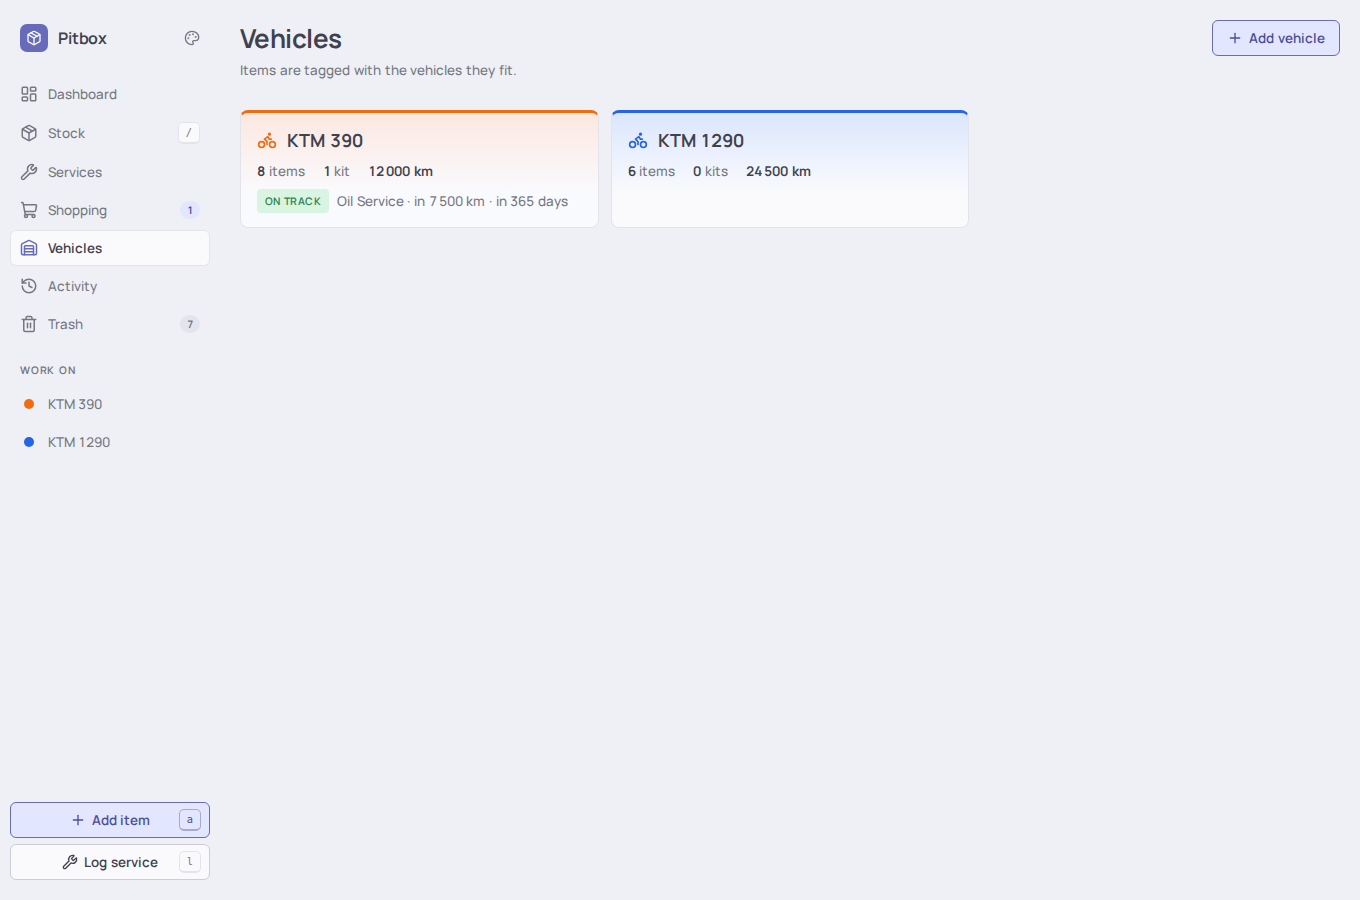 Pitbox
Dashboard
Stock /
Services
Shopping 1
Vehicles
Activity
Trash 7
WORK ON
KTM 390
KTM 1290
Add item a
Log service l
Vehicles
Items are tagged with the vehicles they fit.
Add vehicle
KTM 390
8 items 1 kit 12 000 km
ON TRACK Oil Service · in 7 500 km · in 365 days
KTM 1290
6 items 0 kits 24 500 km